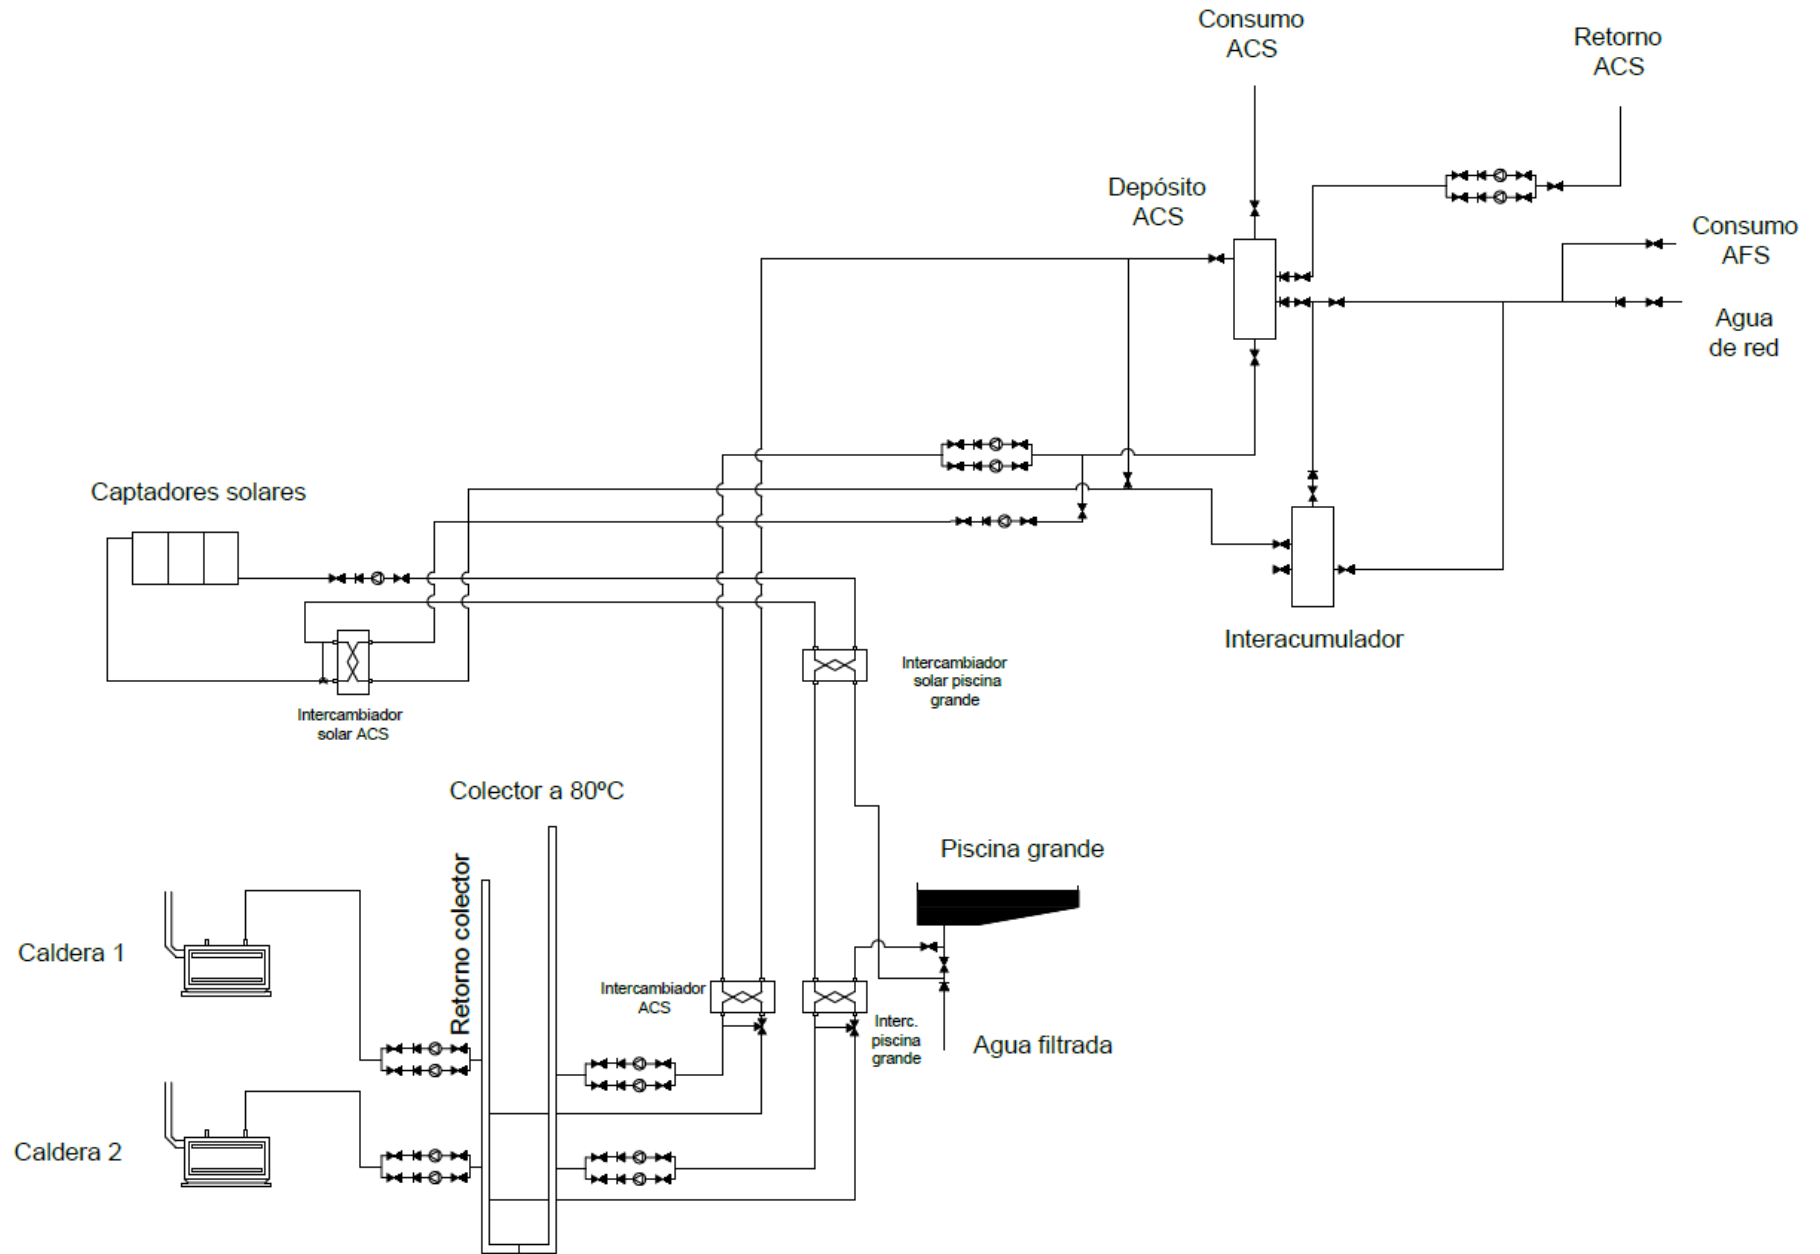 Consumo
ACS
Retorno
ACS
Depósito
ACS
Consumo
AFS
Agua
de red
Captadores solares
Interacumulador
Intercambiador
solar piscina
grande
Intercambiador
solar ACS
Colector a 80ºC
Piscina grande
Retorno colector
Caldera 1
Intercambiador
ACS
Interc.
piscina
grande
Agua filtrada
Caldera 2